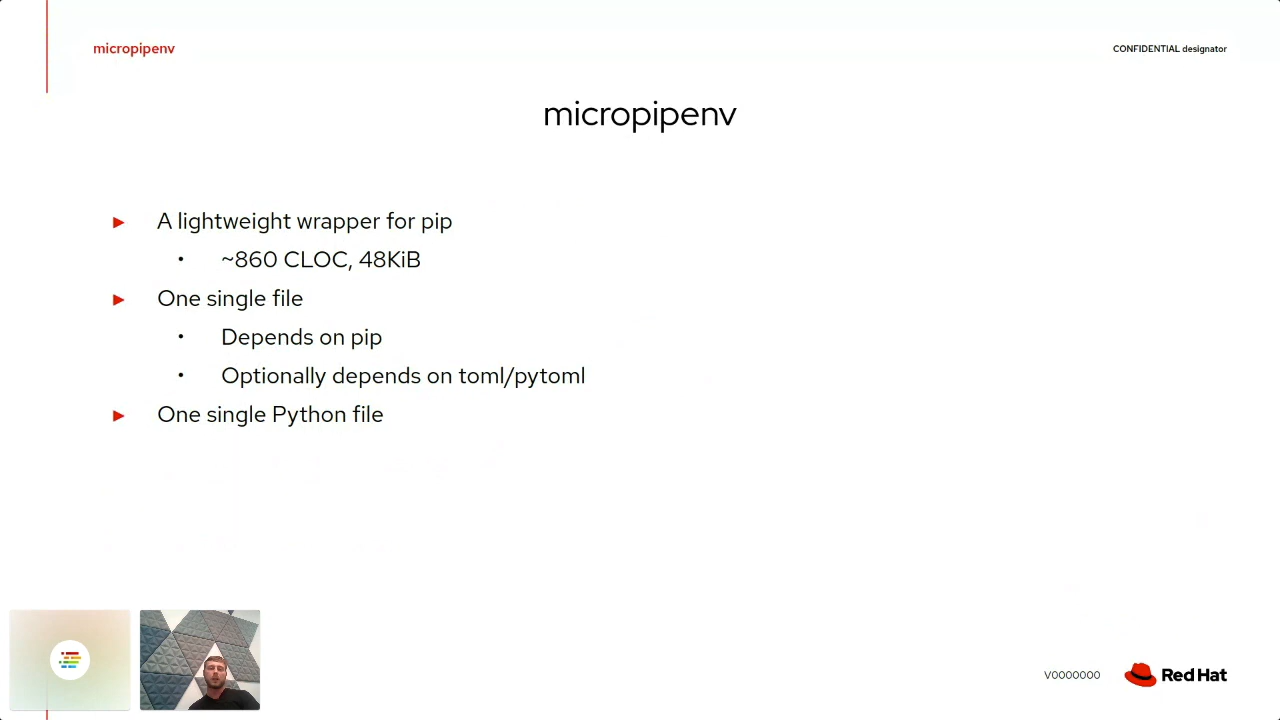 micropipenv
CONFIDENTIAL designator
micropipenv
A lightweight wrapper for pip
~860 CLOC, 48KiB
One single file
Depends on pip
Optionally depends on toml/pytoml
One single Python file
V0000000
Red Hat